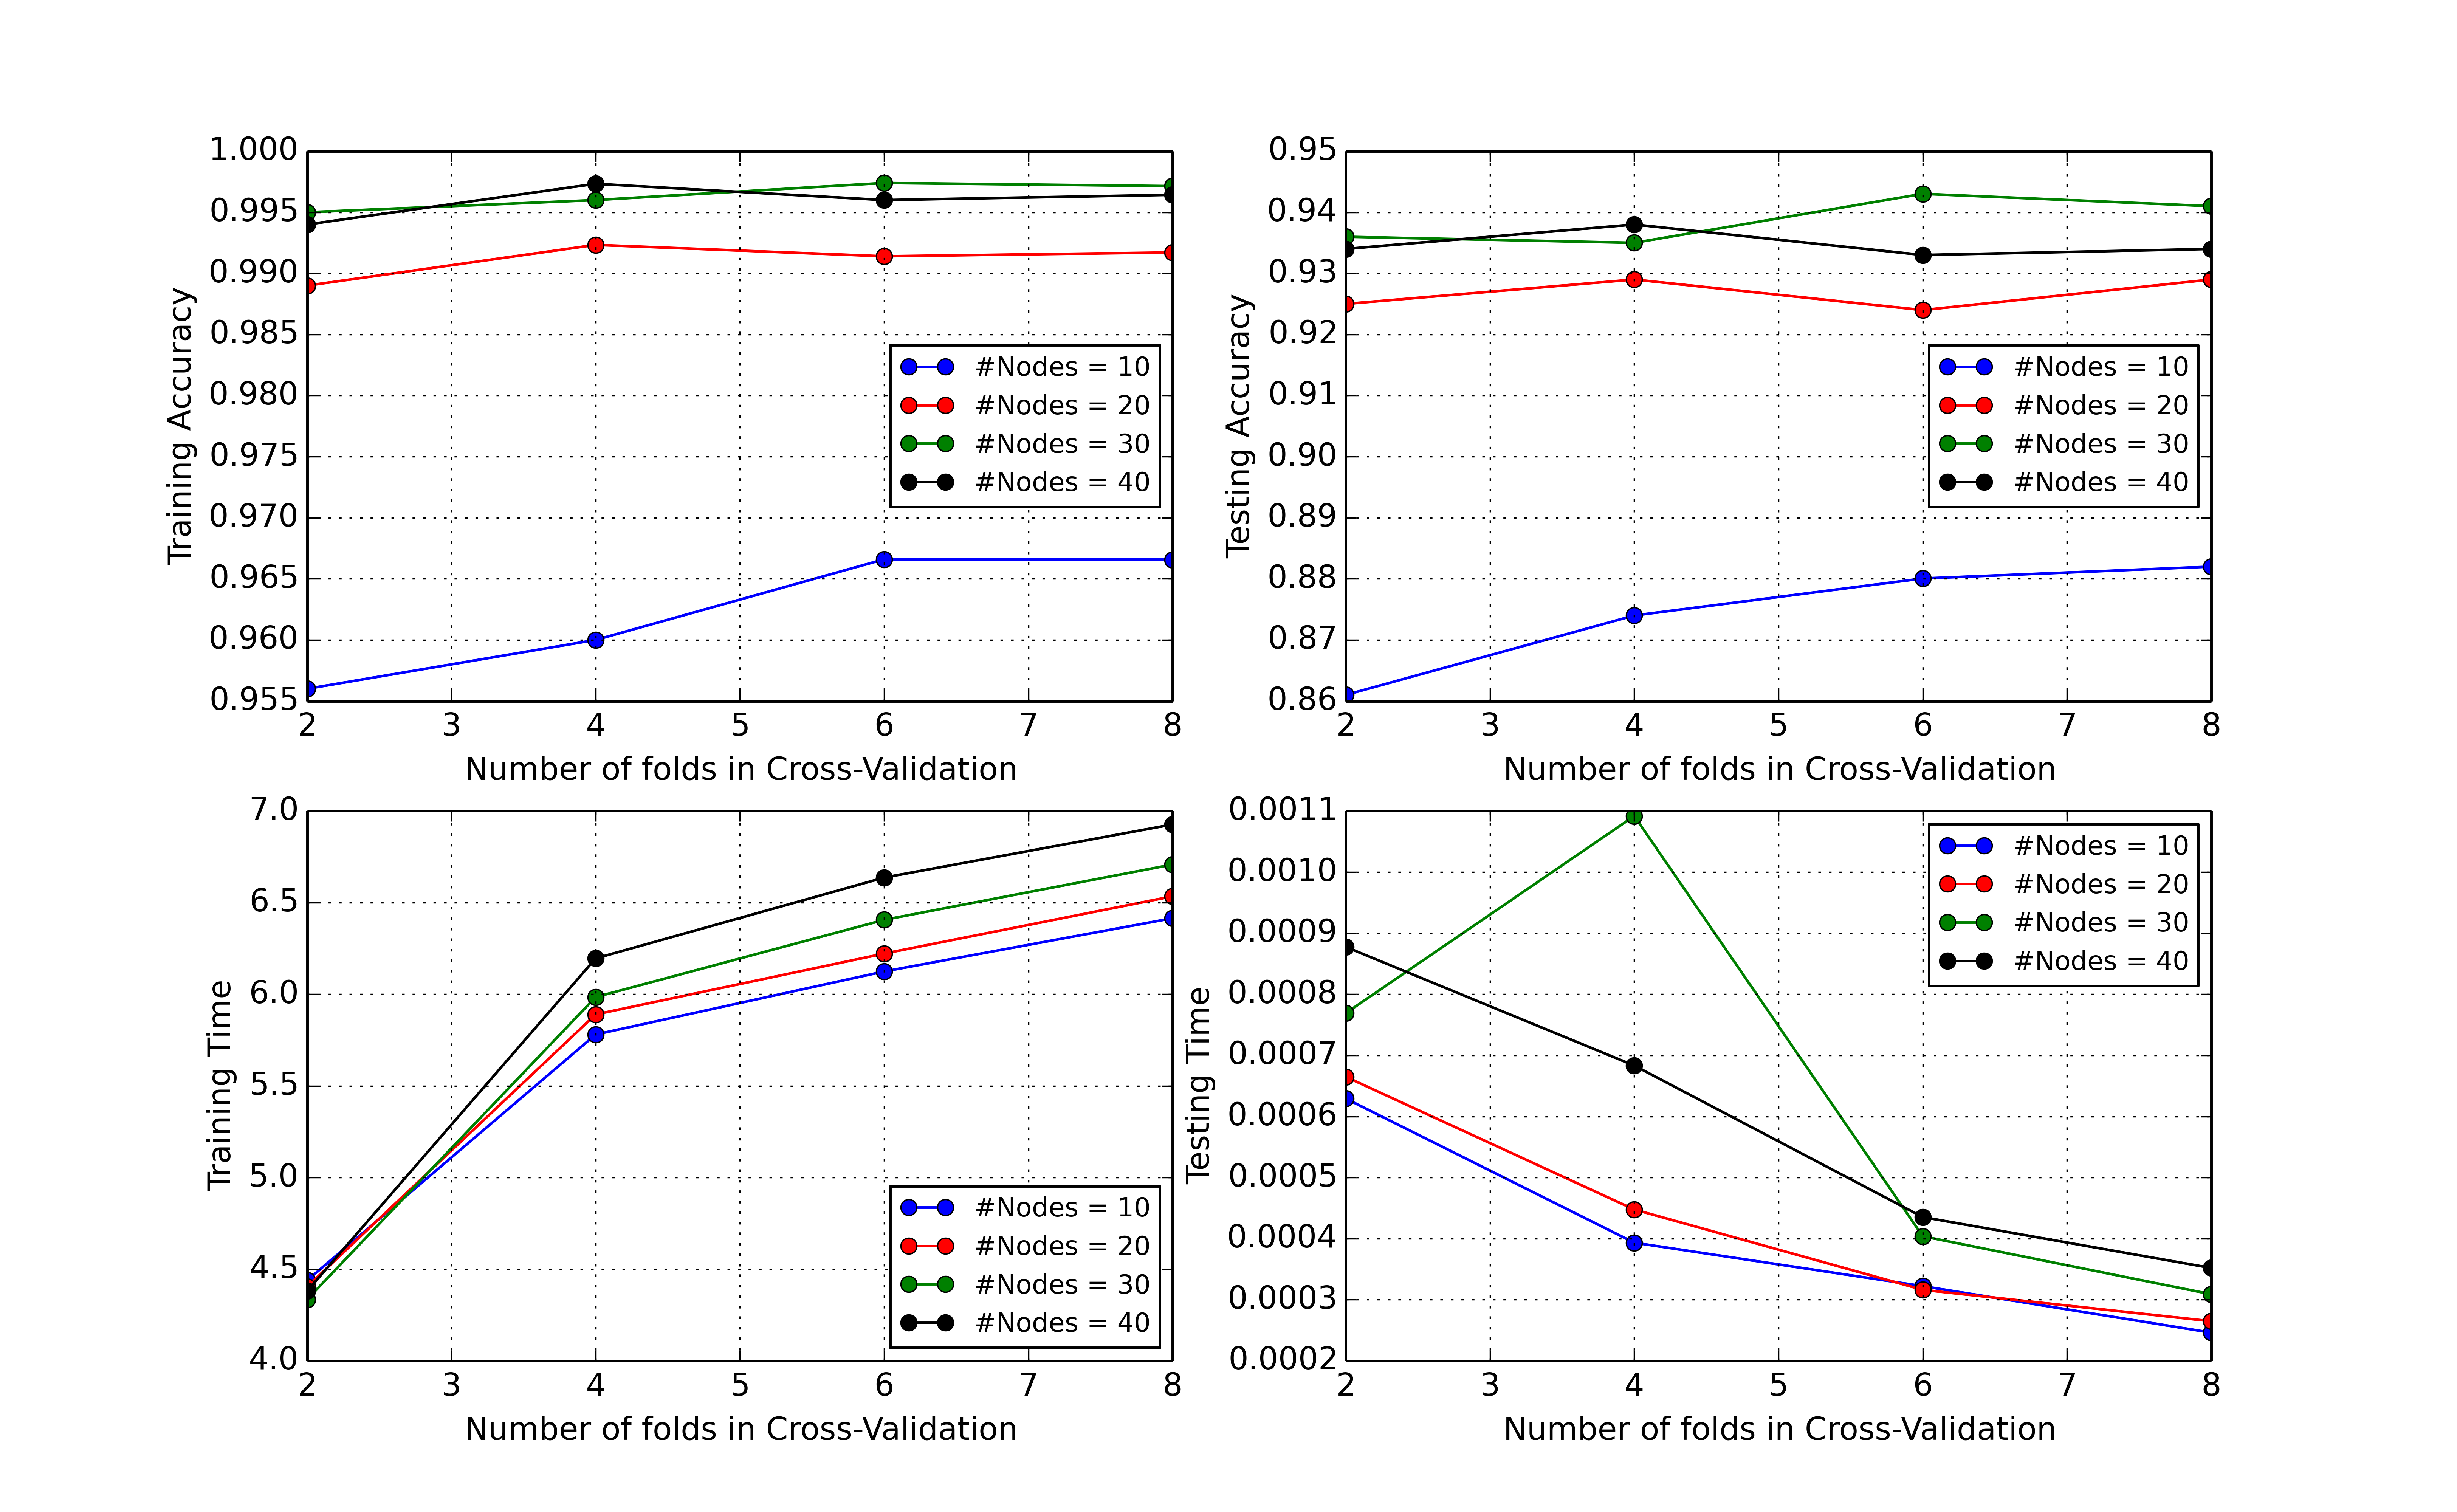 1.000
0.995
0.990
0.985
0.980
0.975
0.970
0.965
0.960
0.955
Training Accuracy
#Nodes = 10
#Nodes = 20
#Nodes = 30
#Nodes = 40
2 3 4 5 6 7 8
Number of folds in Cross-Validation
0.95
0.94
0.93
0.92
0.91
0.90
0.89
0.88
0.87
0.86
Testing Accuracy
#Nodes = 10
#Nodes = 20
#Nodes = 30
#Nodes = 40
2 3 4 5 6 7 8
Number of folds in Cross-Validation
7.0
6.5
6.0
5.5
5.0
4.5
4.0
Training Time
#Nodes = 10
#Nodes = 20
#Nodes = 30
#Nodes = 40
2 3 4 5 6 7 8
Number of folds in Cross-Validation
0.0011
0.0010
0.0009
0.0008
0.0007
0.0006
0.0005
0.0004
0.0003
0.0002
Testing Time
#Nodes = 10
#Nodes = 20
#Nodes = 30
#Nodes = 40
2 3 4 5 6 7 8
Number of folds in Cross-Validation